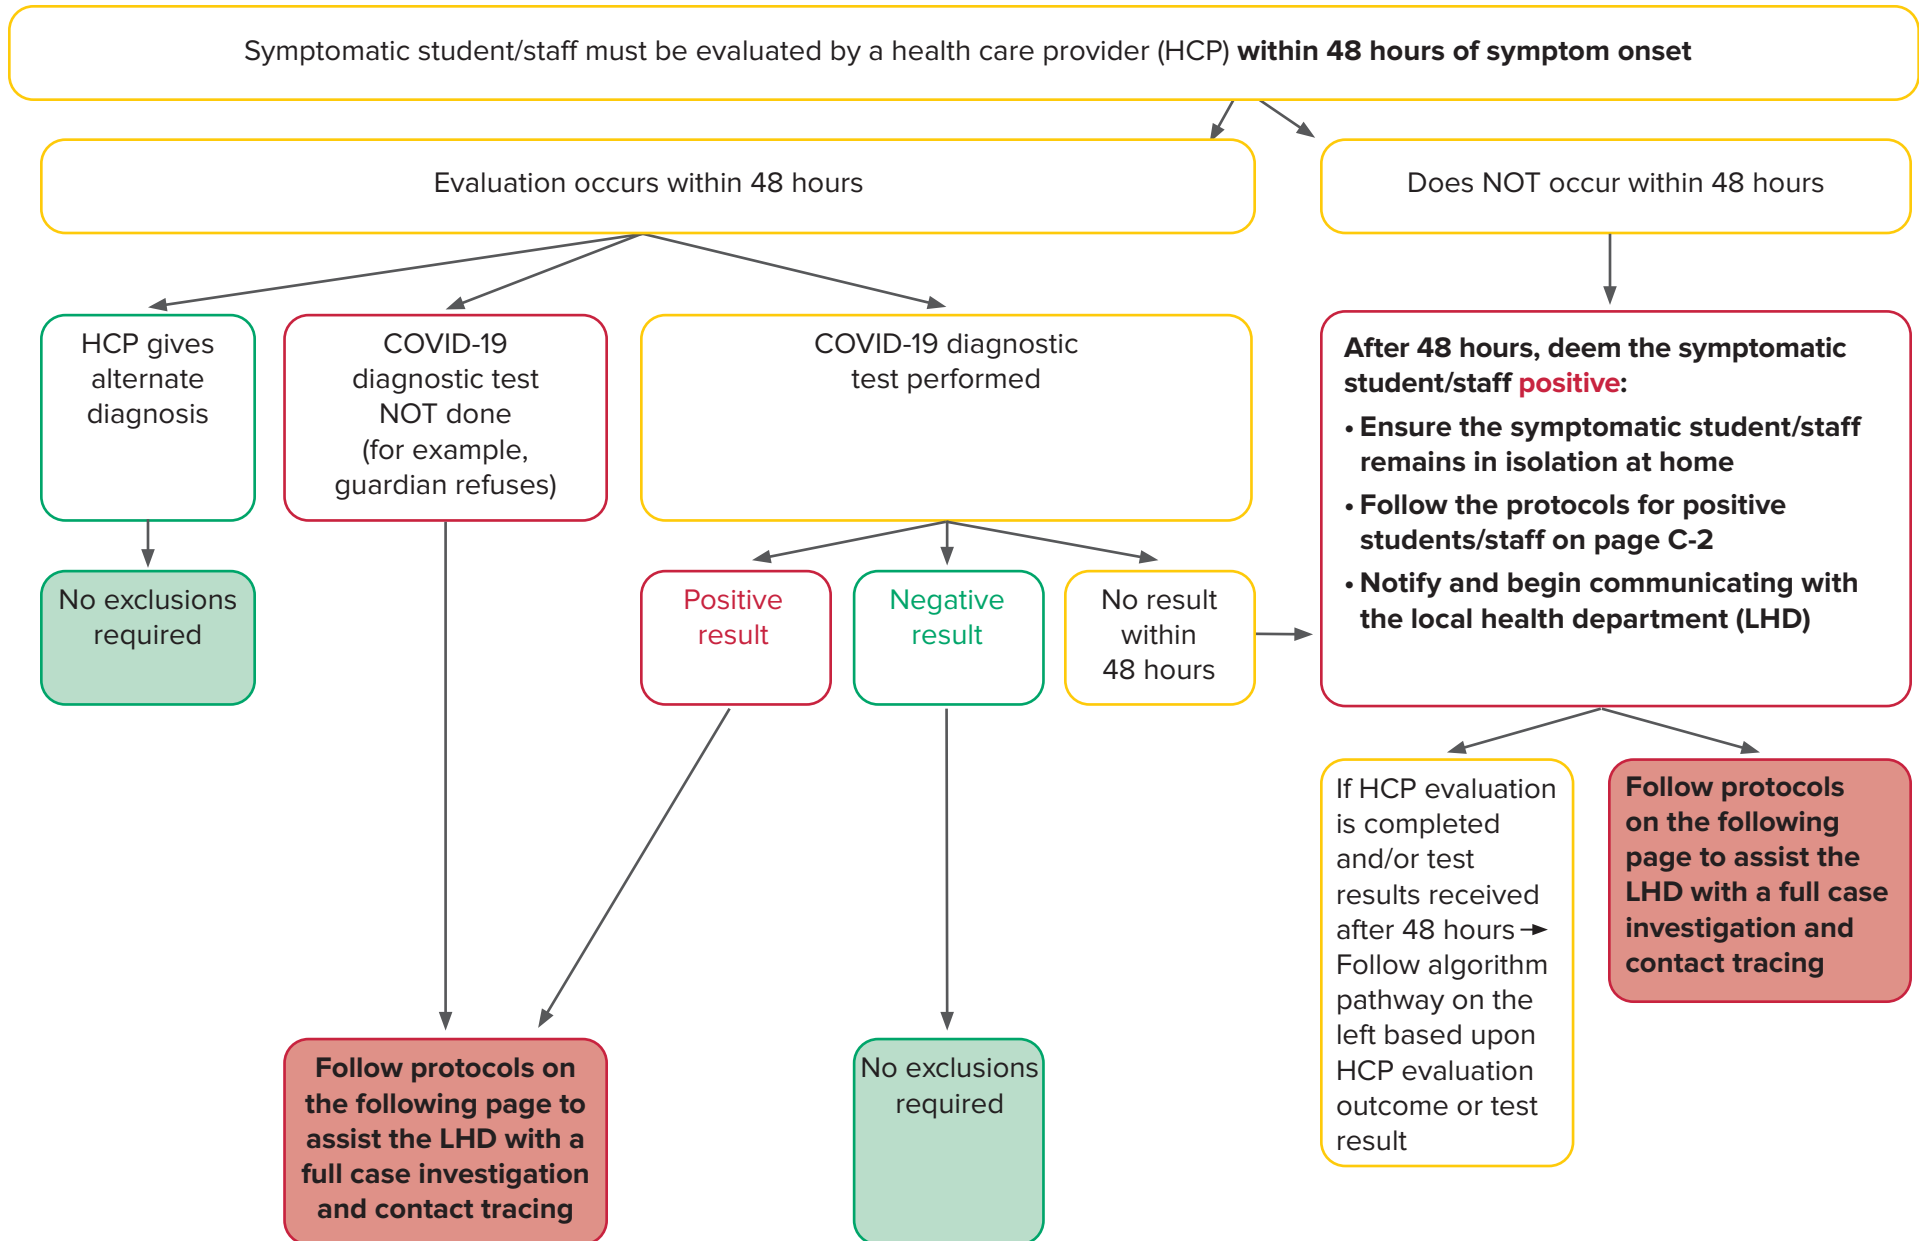 Symptomatic student/staff must be evaluated by a health care provider (HCP) within 48 hours of symptom onset
Evaluation occurs within 48 hours
Does NOT occur within 48 hours
HCP gives
alternate
diagnosis
COVID-19
diagnostic test
NOT done
(for example,
guardian refuses)
COVID-19 diagnostic
test performed
After 48 hours, deem the symptomatic
student/staff positive:
• Ensure the symptomatic student/staff
remains in isolation at home
• Follow the protocols for positive
students/staff on page C-2
• Notify and begin communicating with
the local health department (LHD)
No exclusions
required
Positive
result
Negative
result
No result
within
48 hours
If HCP evaluation
is completed
and/or test
results received
after 48 hours →
Follow algorithm
pathway on the
left based upon
HCP evaluation
outcome or test
result
Follow protocols
on the following
page to assist the
LHD with a full case
investigation and
contact tracing
Follow protocols on
the following page to
assist the LHD with a
full case investigation
and contact tracing
No exclusions
required